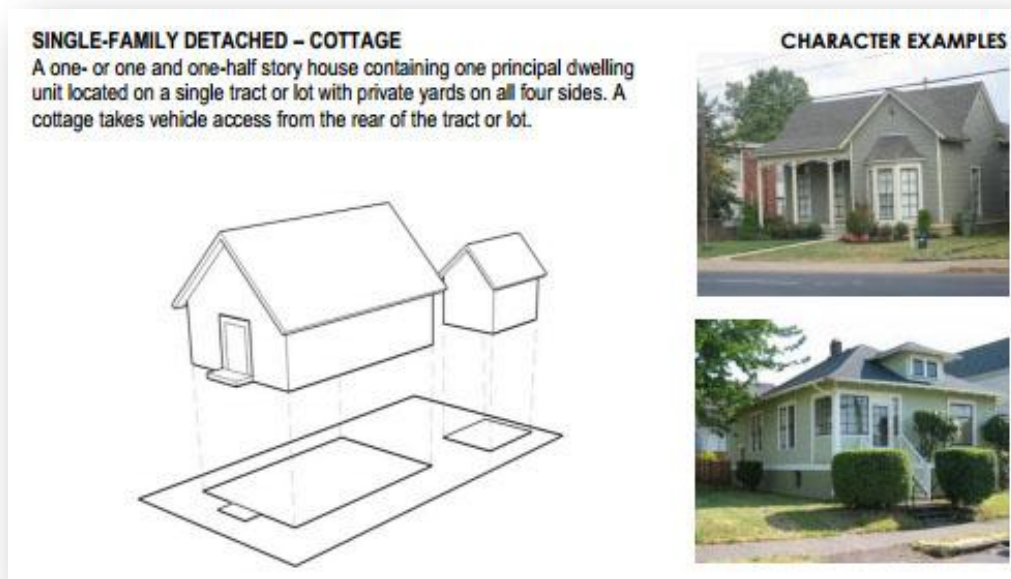 SINGLE-FAMILY DETACHED – COTTAGE
A one- or one and one-half story house containing one principal dwelling
unit located on a single tract or lot with private yards on all four sides. A
cottage takes vehicle access from the rear of the tract or lot.
CHARACTER EXAMPLES